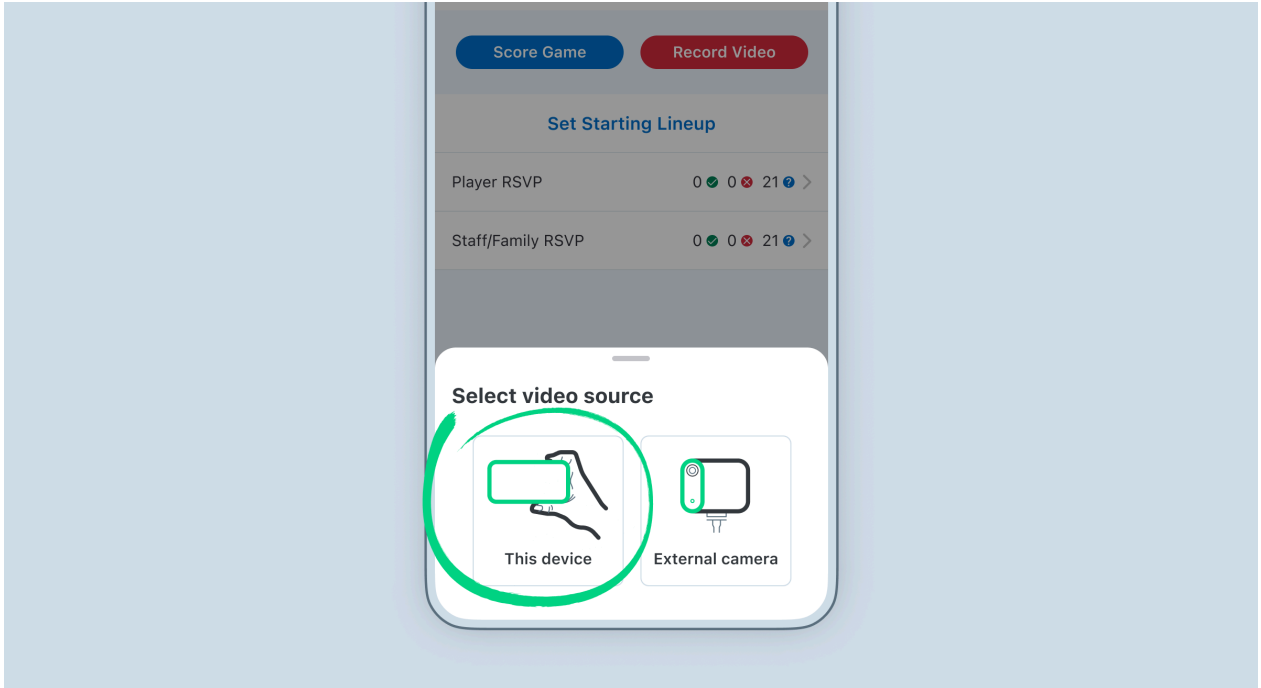 Score Game Record Video
Set Starting Lineup
Player RSVP 0 0 21
Staff/Family RSVP 0 0 21
Select video source
This device External camera